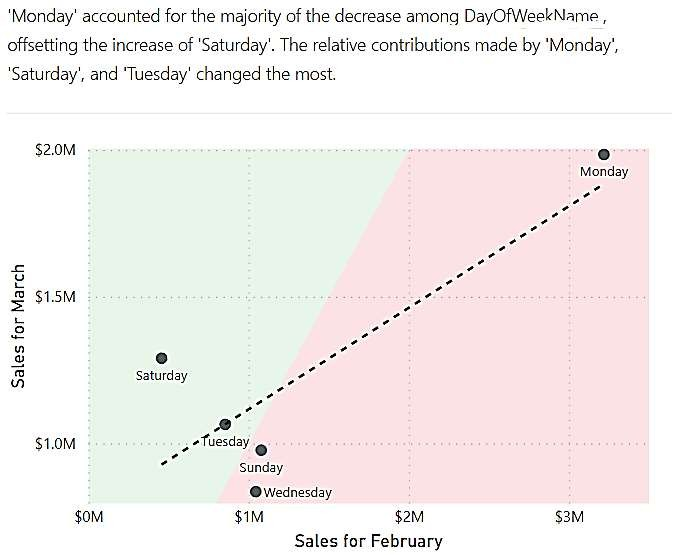 'Monday' accounted for the majority of the decrease among DayOfWeekName ,
offsetting the increase of 'Saturday'. The relative contributions made by 'Monday',
'Saturday', and 'Tuesday' changed the most.
$2.0M
Monday
Sales for March
$1.5M
Saturday
$1.0M
Tuesday
Sunday
Wednesday
$0M $1M $2M $3M
Sales for February